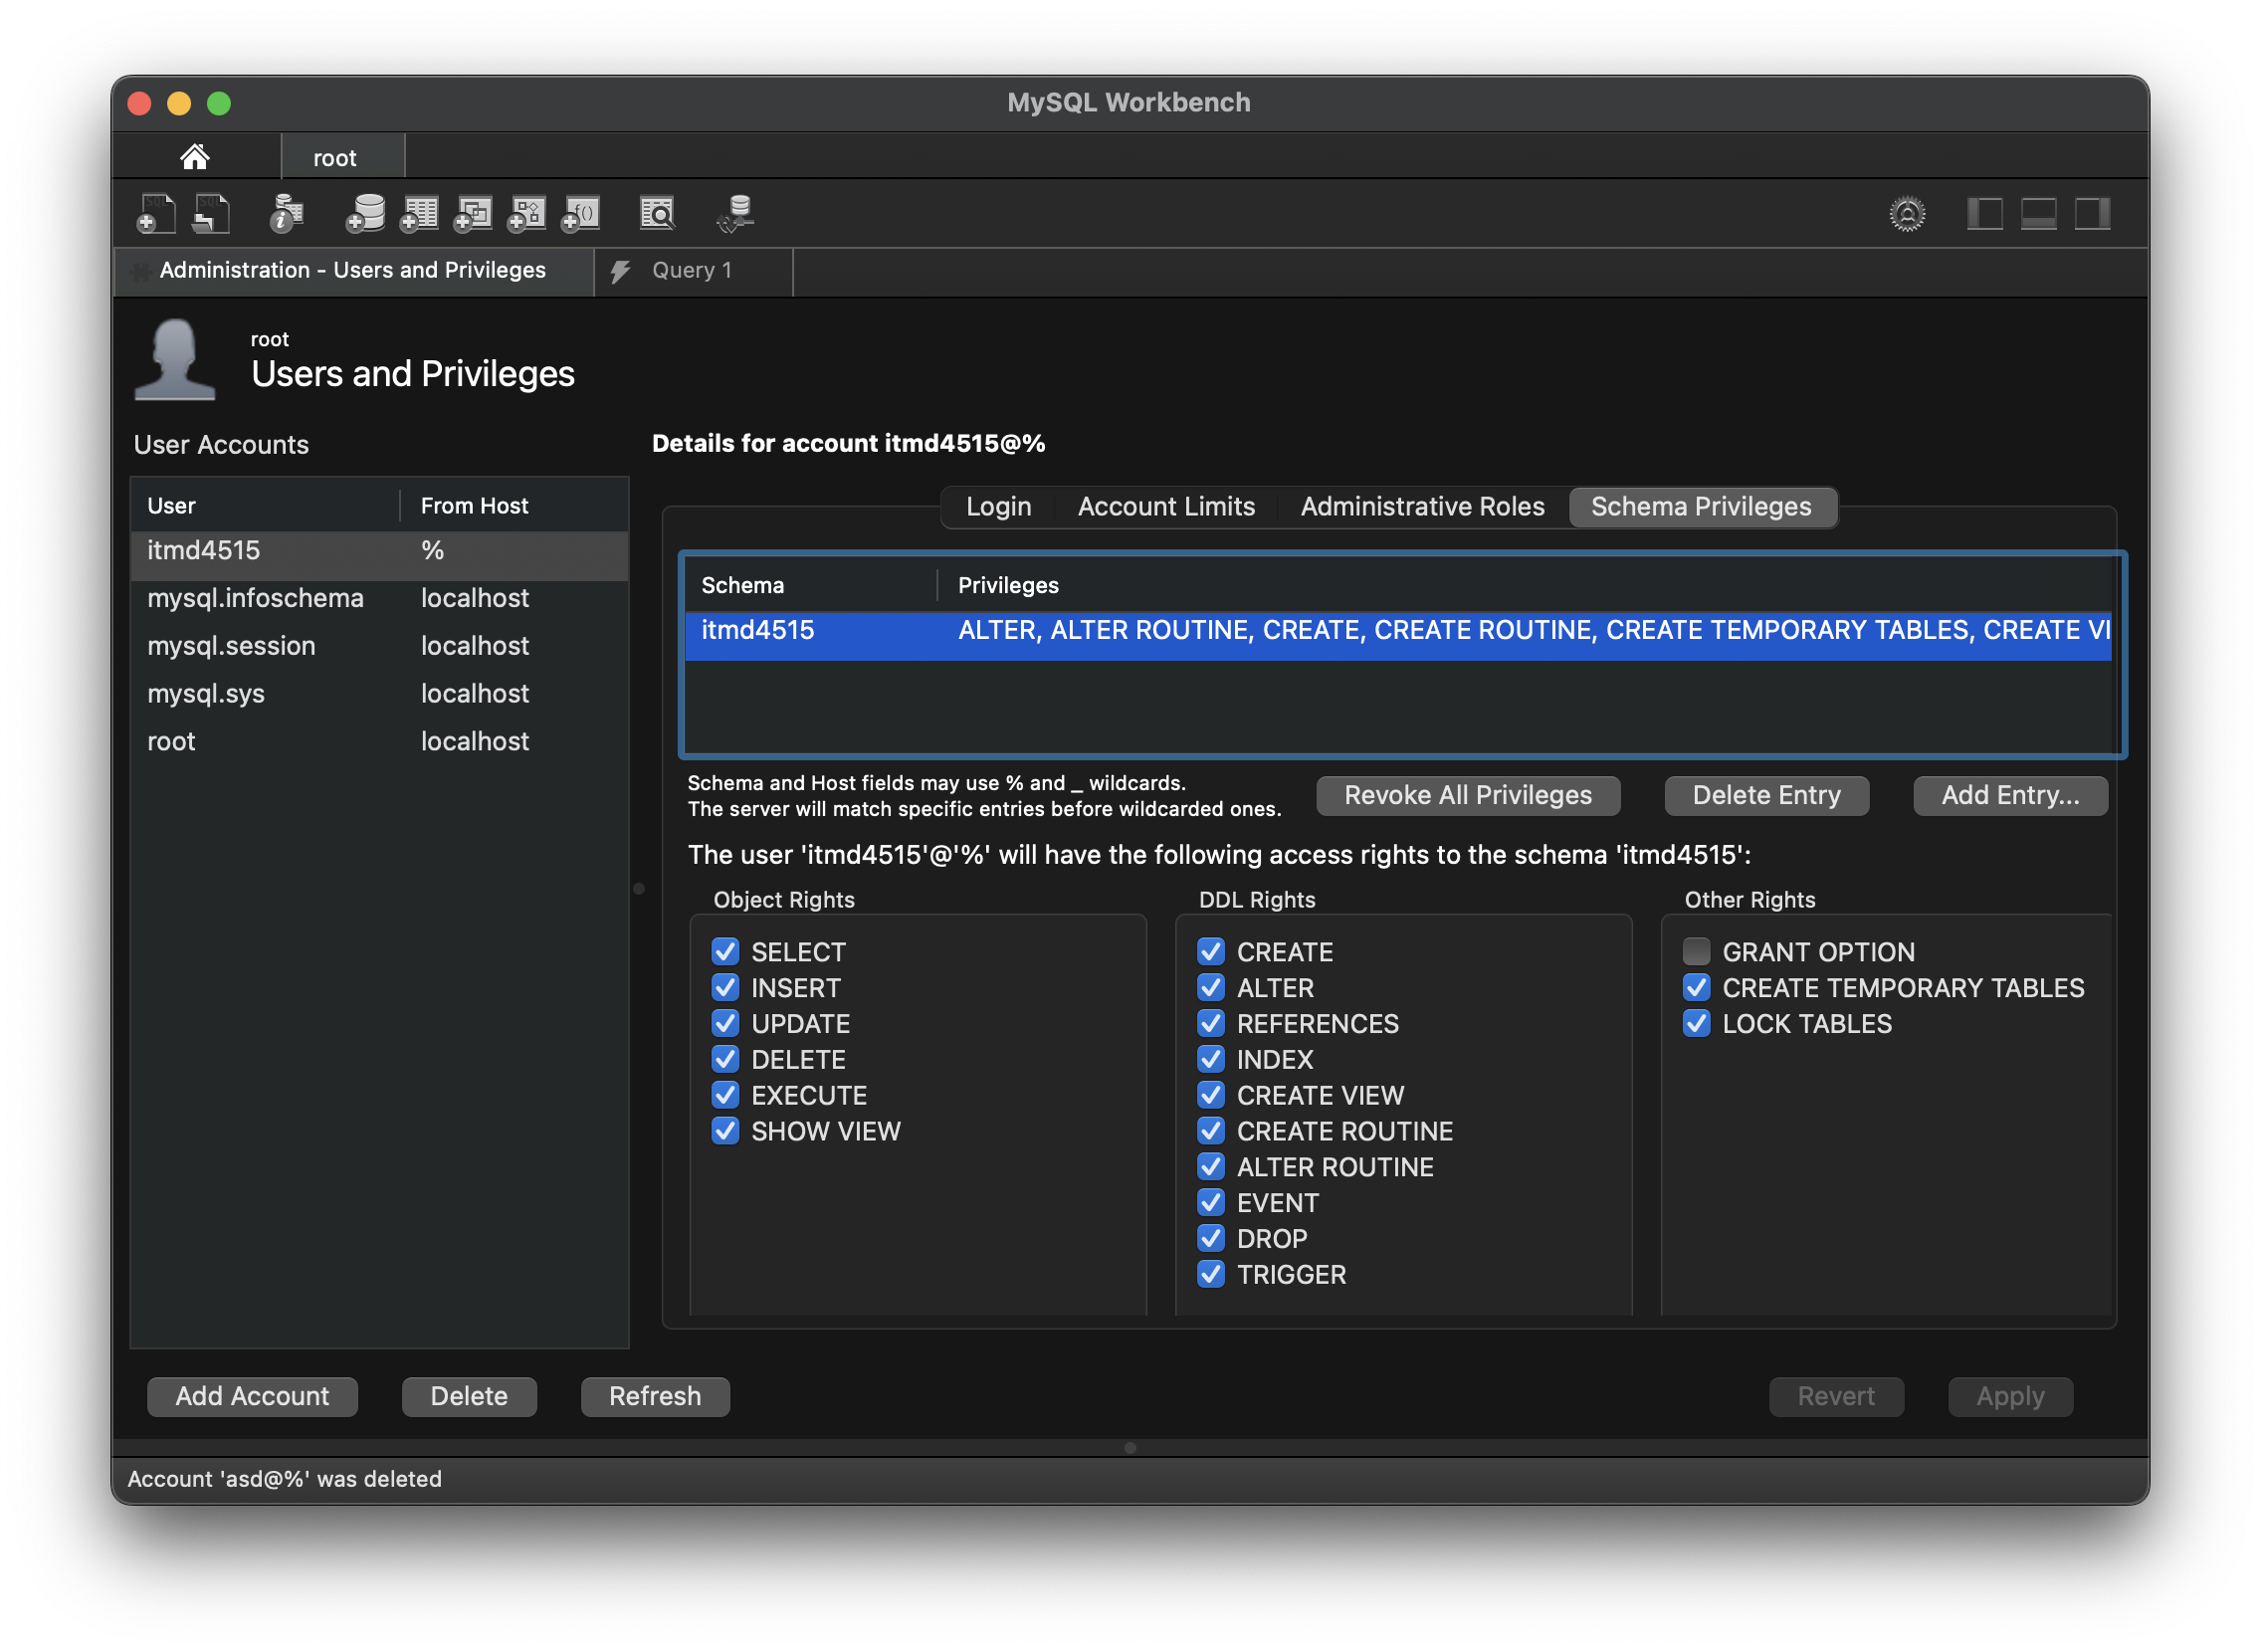 MySQL Workbench
root
Administration - Users and Privileges
Query 1
root
Users and Privileges
User Accounts
Details for account itmd4515@%
User From Host
itmd4515 %
mysql.infoschema localhost
mysql.session localhost
mysql.sys localhost
root localhost
Login Account Limits Administrative Roles Schema Privileges
Schema Privileges
itmd4515 ALTER, ALTER ROUTINE, CREATE, CREATE ROUTINE, CREATE TEMPORARY TABLES, CREATE VI
Schema and Host fields may use % and _ wildcards.
The server will match specific entries before wildcarded ones.
Revoke All Privileges Delete Entry Add Entry...
The user 'itmd4515'@'%' will have the following access rights to the schema 'itmd4515':
Object Rights
SELECT
INSERT
UPDATE
DELETE
EXECUTE
SHOW VIEW
DDL Rights
CREATE
ALTER
REFERENCES
INDEX
CREATE VIEW
CREATE ROUTINE
ALTER ROUTINE
EVENT
DROP
TRIGGER
Other Rights
GRANT OPTION
CREATE TEMPORARY TABLES
LOCK TABLES
Add Account Delete Refresh
Revert Apply
Account 'asd@%' was deleted